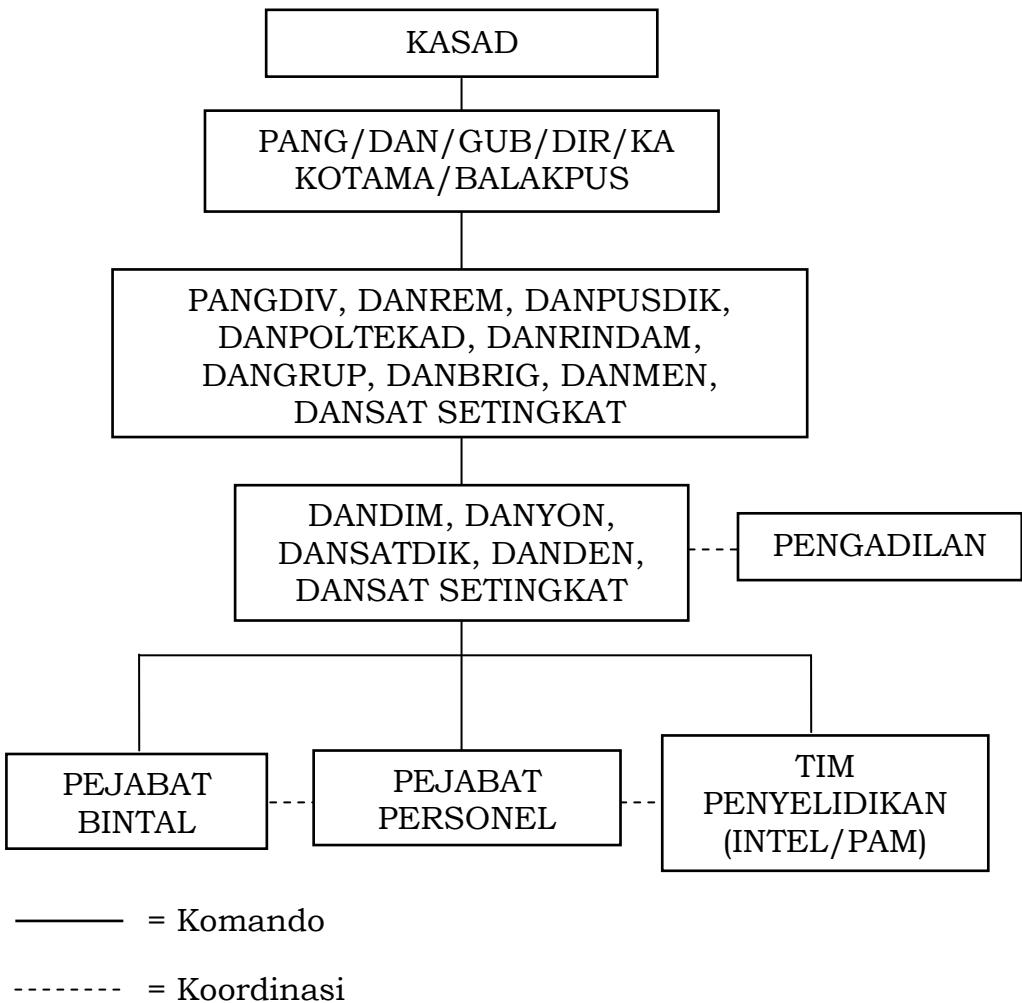 KASAD
PANG/DAN/GUB/DIR/KA
KOTAMA/BALAKPUS
PANGDIV, DANREM, DANPUSDIK,
DANPOLTEKAD, DANRINDAM,
DANGRUP, DANBRIG, DANMEN,
DANSAT SETINGKAT
DANDIM, DANYON,
DANSATDIK, DANDEN,
DANSAT SETINGKAT
PENGADILAN
PEJABAT
BINTAL
PEJABAT
PERSONEL
TIM
PENYELIDIKAN
(INTEL/PAM)
= Komando
= Koordinasi